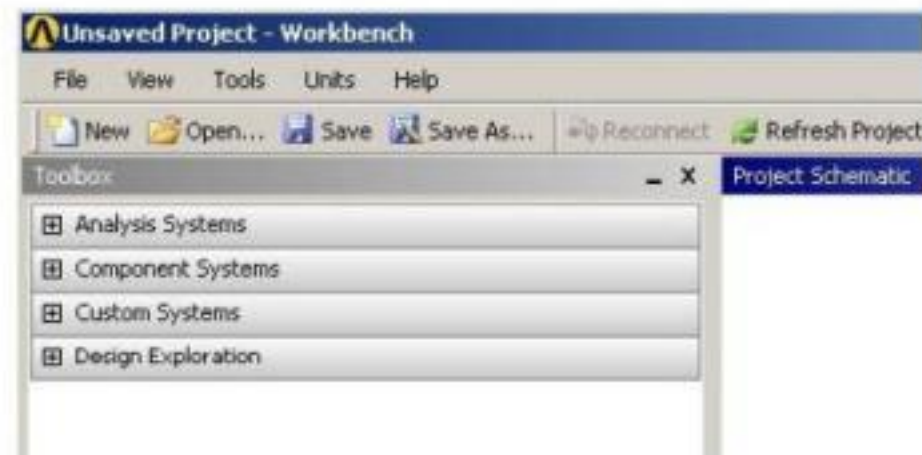 Unsaved Project - Workbench
File View Tools Units Help
New Open... Save Save As... Reconnect Refresh Project
Toolbox Project Schematic
Analysis Systems
Component Systems
Custom Systems
Design Exploration